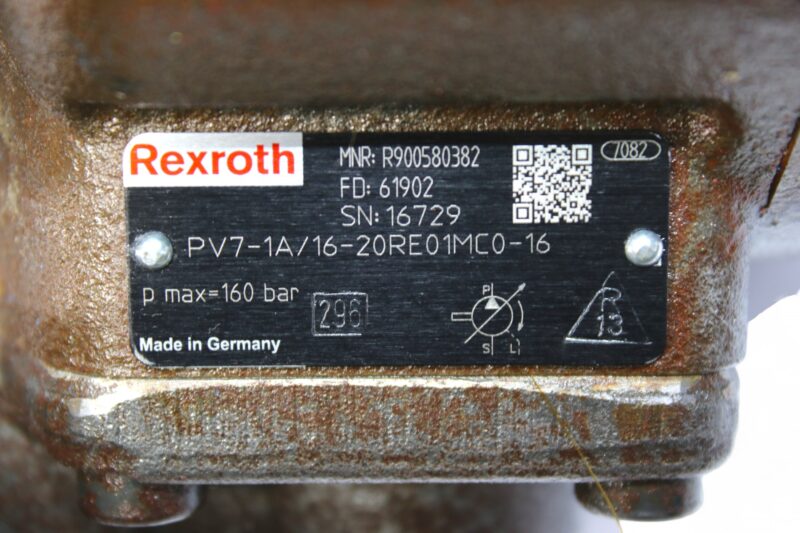 Rexroth
MNR: R900580382
7082
FD: 61902
SN: 16729
PV7-1A/16-20RE01MC0-16
p max=160 bar
296
P
S L
R
13
Made in Germany